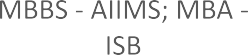 MBBS - AIIMS; MBA -
ISB